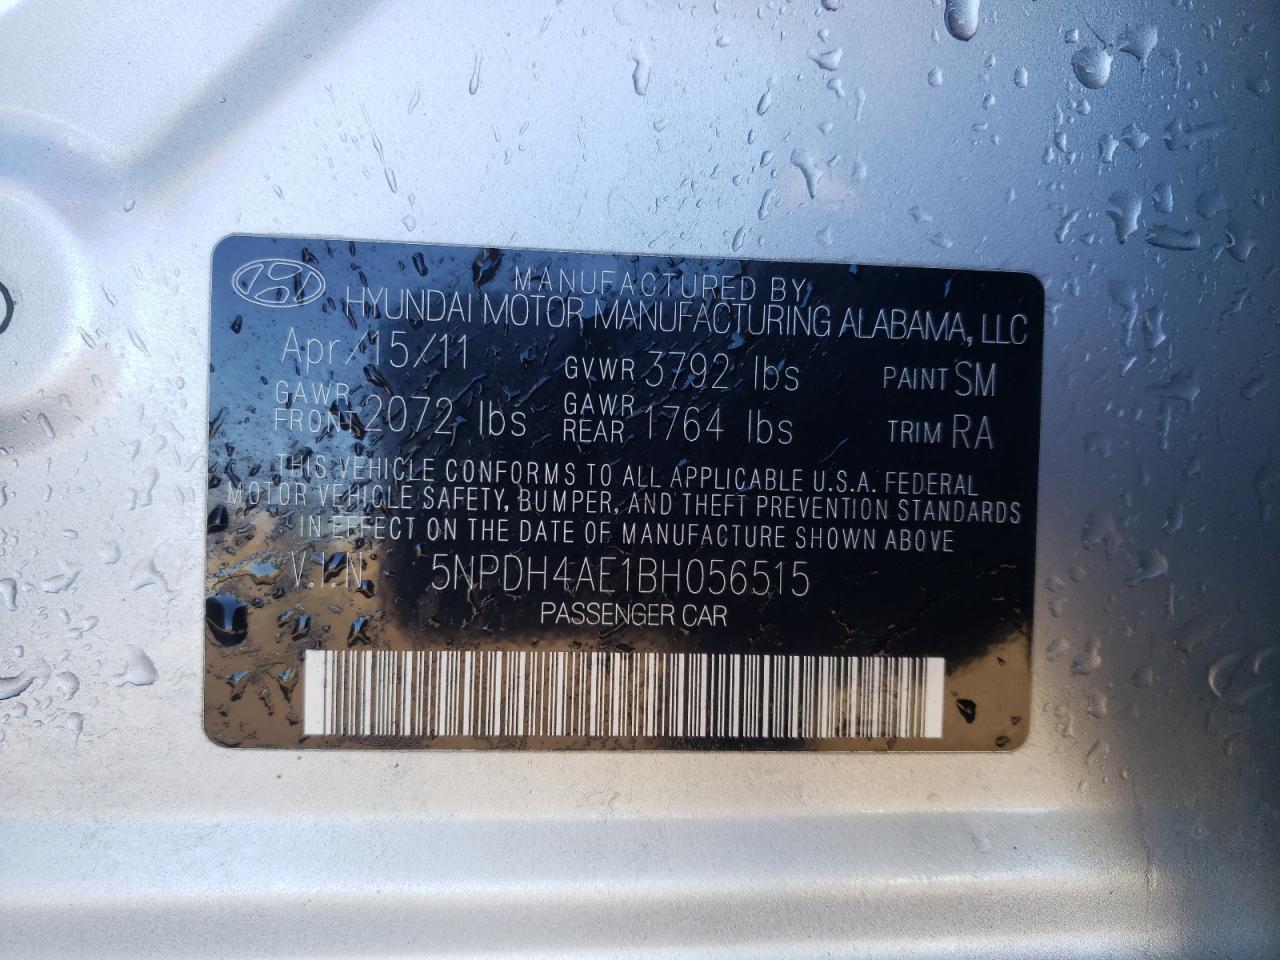 MANUFACTURED BY
HYUNDAI MOTOR MANUFACTURING ALABAMA, LLC
Apr/15/11 GVWR 3792 lbs PAINT SM
GAWR FRONT 2072 lbs GAWR REAR 1764 lbs TRIM RA
THIS VEHICLE CONFORMS TO ALL APPLICABLE U.S.A. FEDERAL
MOTOR VEHICLE SAFETY, BUMPER, AND THEFT PREVENTION STANDARDS
IN EFFECT ON THE DATE OF MANUFACTURE SHOWN ABOVE
V.I.N 5NPDH4AE1BH056515
PASSENGER CAR